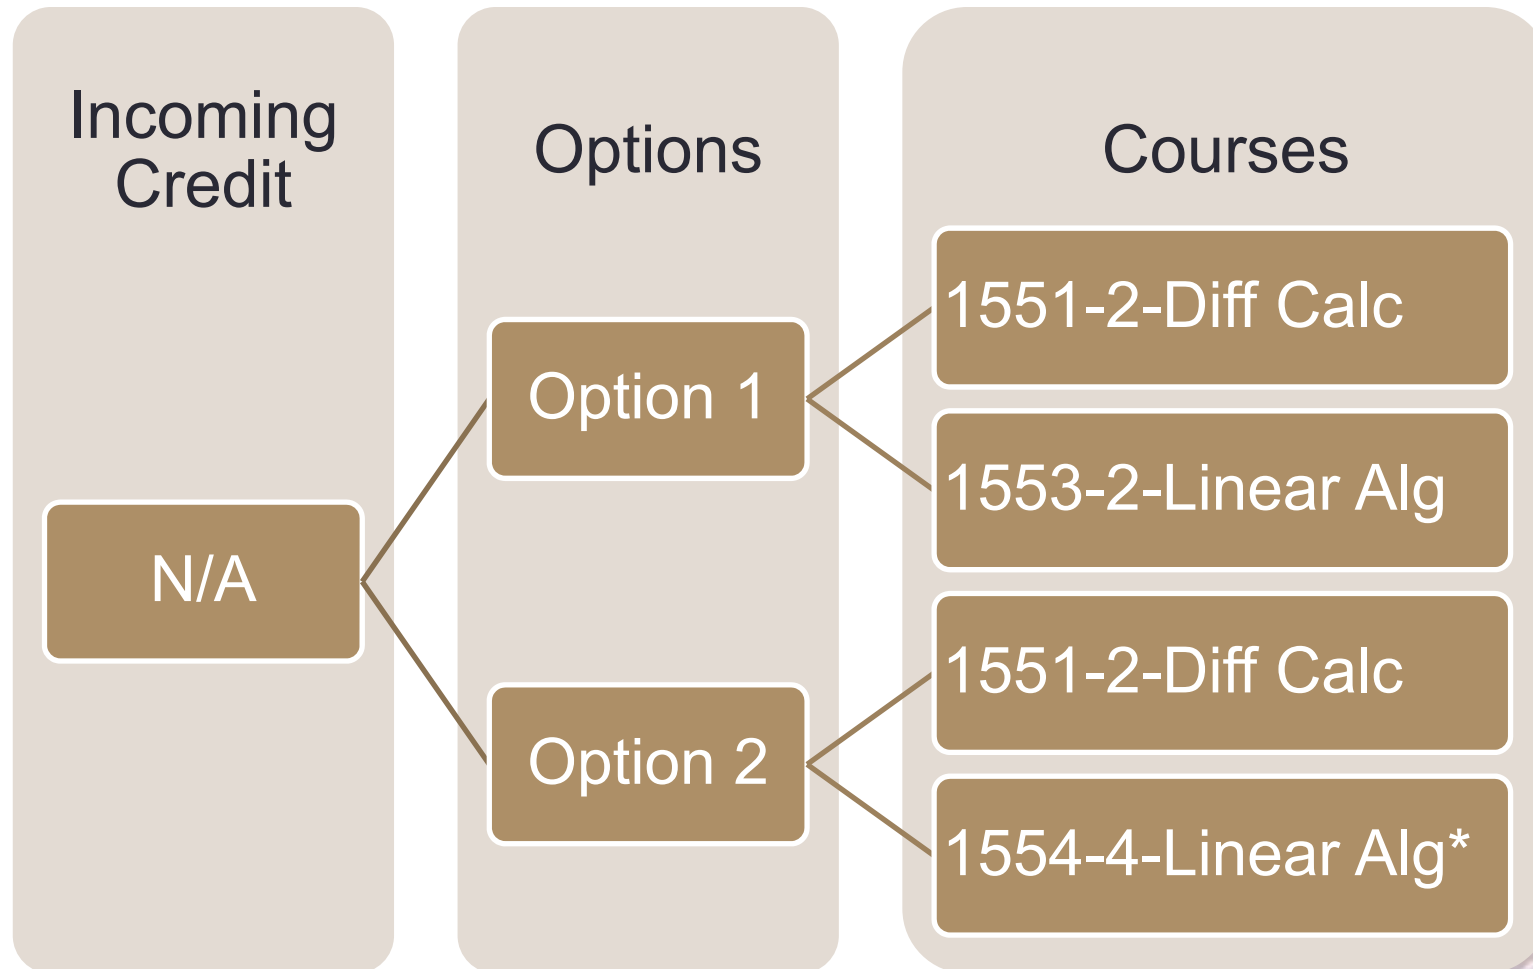 Incoming
Credit
Options
Courses
N/A
Option 1
Option 2
1551-2-Diff Calc
1553-2-Linear Alg
1551-2-Diff Calc
1554-4-Linear Alg*